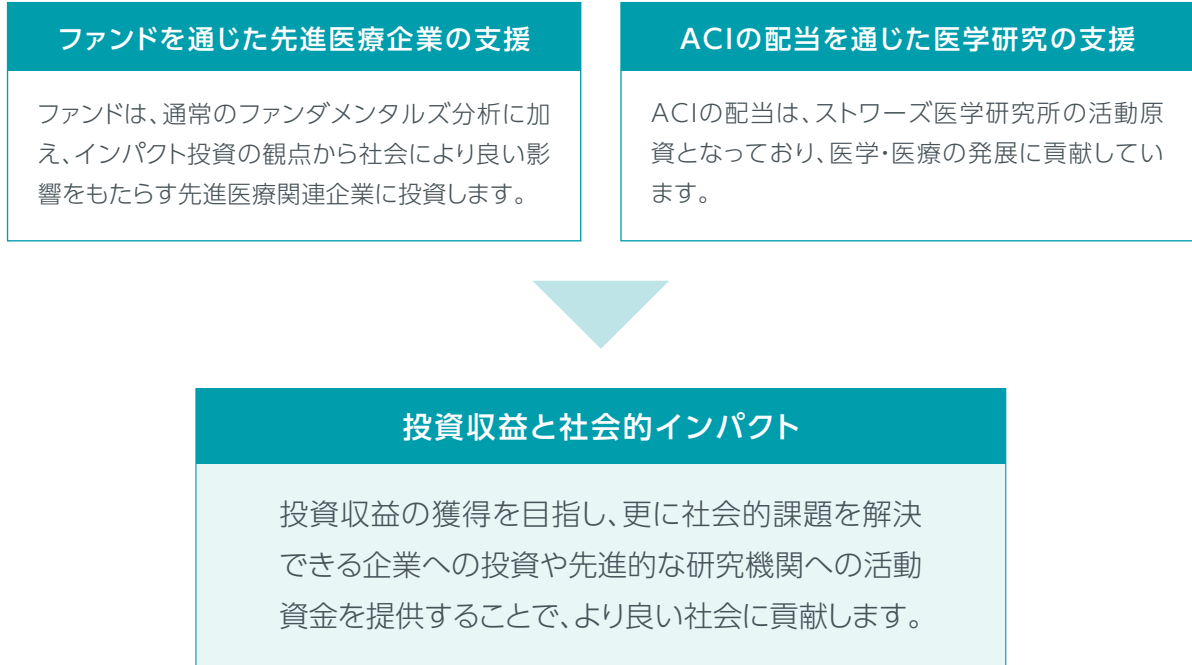 ファンドを通じた先進医療企業の支援
ファンドは、通常のファンダメンタルズ分析に加
え、インパクト投資の観点から社会により良い影
響をもたらす先進医療関連企業に投資します。
ACIの配当を通じた医学研究の支援
ACIの配当は、ストワーズ医学研究所の活動原
資となっており、医学・医療の発展に貢献してい
ます。
投資収益と社会的インパクト
投資収益の獲得を目指し、更に社会的課題を解決
できる企業への投資や先進的な研究機関への活動
資金を提供することで、より良い社会に貢献します。